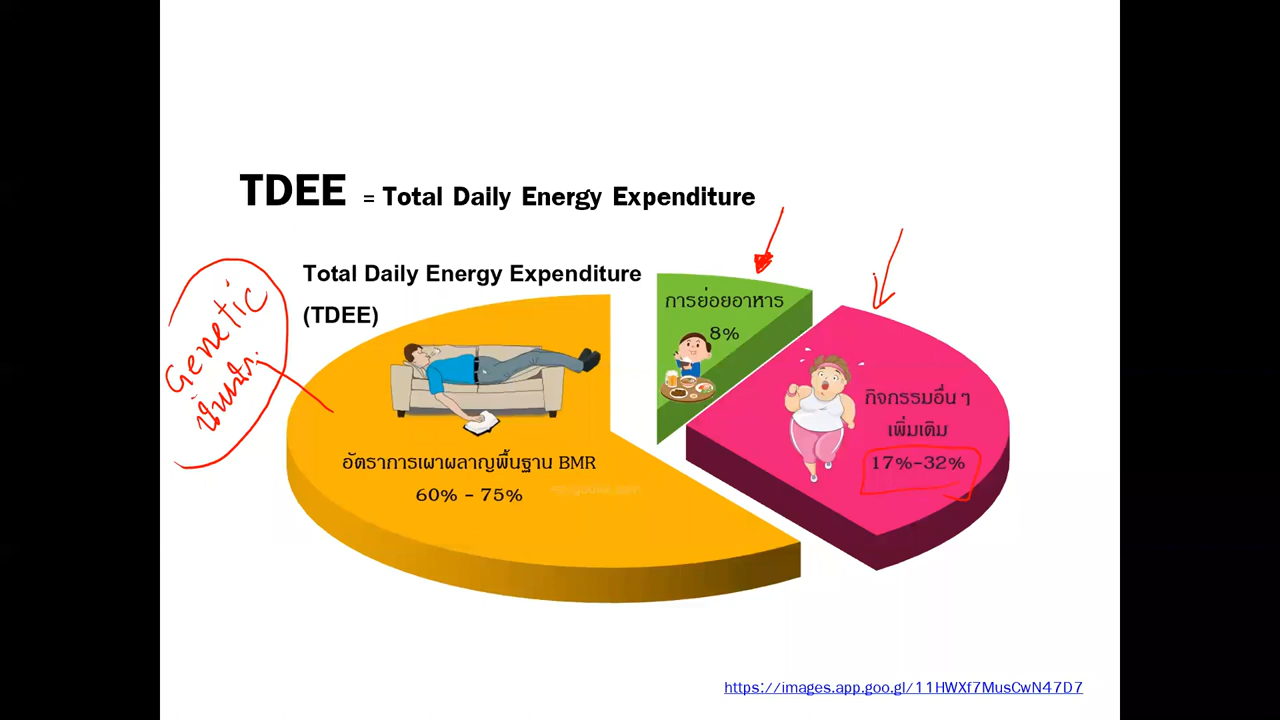 TDEE = Total Daily Energy Expenditure
Total Daily Energy Expenditure
(TDEE)
Genetic
การย่อยอาหาร
8%
กิจกรรมอื่น ๆ
เพิ่มเติม
17%-32%
อัตราการเผาผลาญพื้นฐาน BMR
60% - 75%
https://images.app.goo.gl/11HWXf7MusCwN47D7